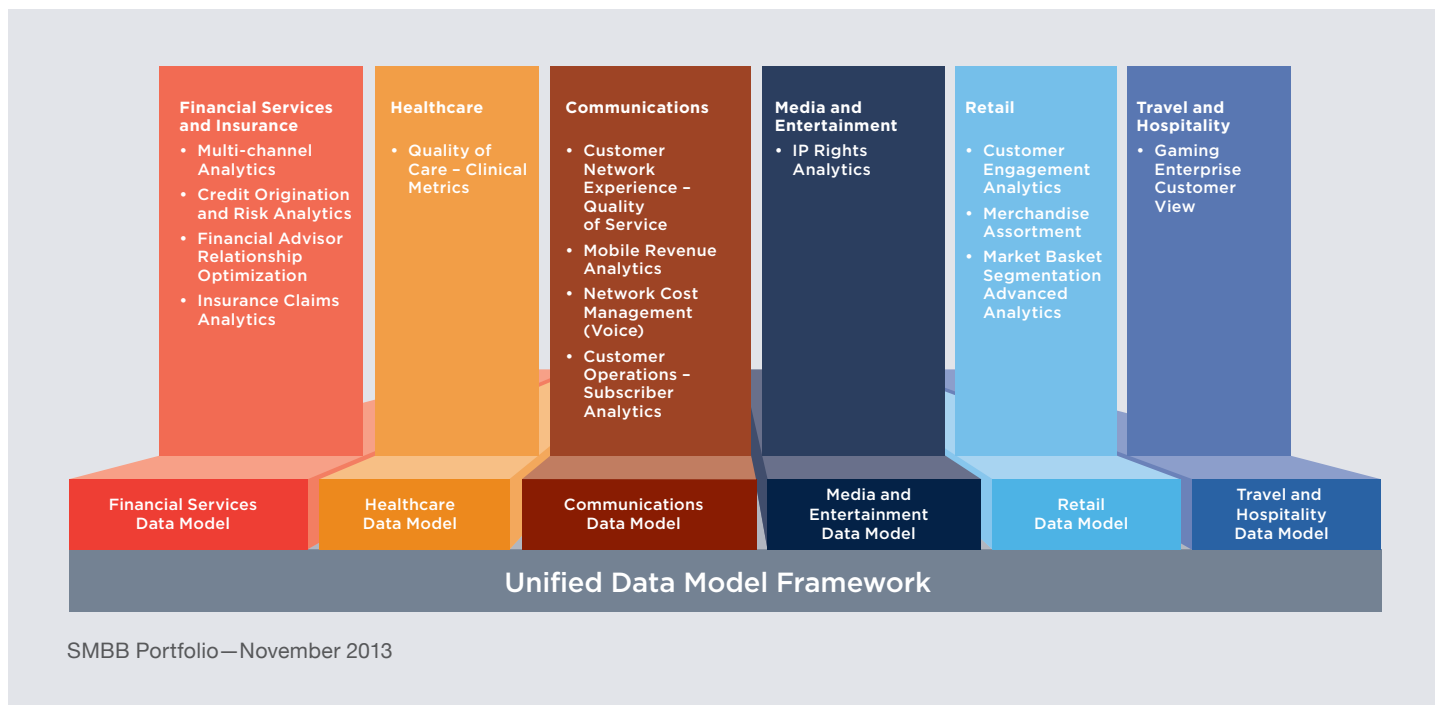 Financial Services
and Insurance
• Multi-channel
Analytics
• Credit Origination
and Risk Analytics
• Financial Advisor
Relationship
Optimization
• Insurance Claims
Analytics
Healthcare
• Quality of
Care – Clinical
Metrics
Communications
• Customer
Network
Experience –
Quality
of Service
• Mobile Revenue
Analytics
• Network Cost
Management
(Voice)
• Customer
Operations –
Subscriber
Analytics
Media and
Entertainment
• IP Rights
Analytics
Retail
• Customer
Engagement
Analytics
• Merchandise
Assortment
• Market Basket
Segmentation
Advanced
Analytics
Travel and
Hospitality
• Gaming
Enterprise
Customer
View
Financial Services
Data Model
Healthcare
Data Model
Communications
Data Model
Media and
Entertainment
Data Model
Retail
Data Model
Travel and
Hospitality
Data Model
Unified Data Model Framework
SMBB Portfolio—November 2013